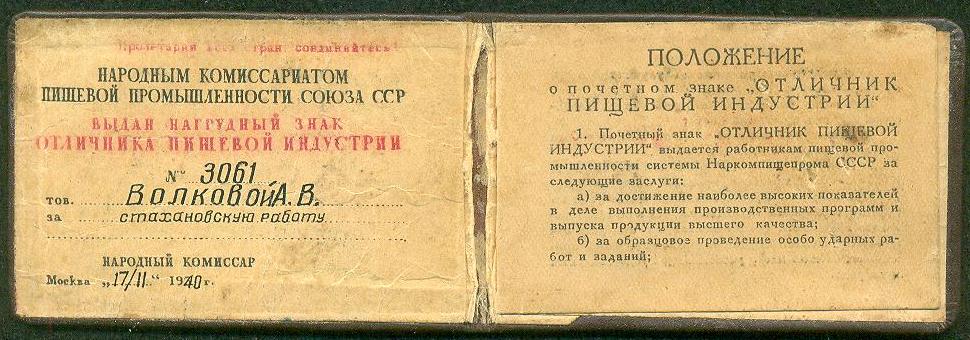 Пролетарии всех стран, соединяйтесь!
НАРОДНЫМ КОМИССАРИАТОМ
ПИЩЕВОЙ ПРОМЫШЛЕННОСТИ СОЮЗА ССР
ВЫДАН НАГРУДНЫЙ ЗНАК
ОТЛИЧНИКА ПИЩЕВОЙ ИНДУСТРИИ
№ 3061
тов. Волковой А. В.
за стахановскую работу
НАРОДНЫЙ КОМИССАР
Москва „17/II“ 1940 г.
ПОЛОЖЕНИЕ
о почетном знаке „ОТЛИЧНИК
ПИЩЕВОЙ ИНДУСТРИИ“
1. Почетный знак „ОТЛИЧНИК ПИЩЕВОЙ
ИНДУСТРИИ“ выдается работникам пищевой про-
мышленности системы Наркомпищепрома СССР за
следующие заслуги:
а) за достижение наиболее высоких показателей
в деле выполнения производственных программ и
выпуска продукции высшего качества;
б) за образцовое проведение особо ударных ра-
бот и заданий;